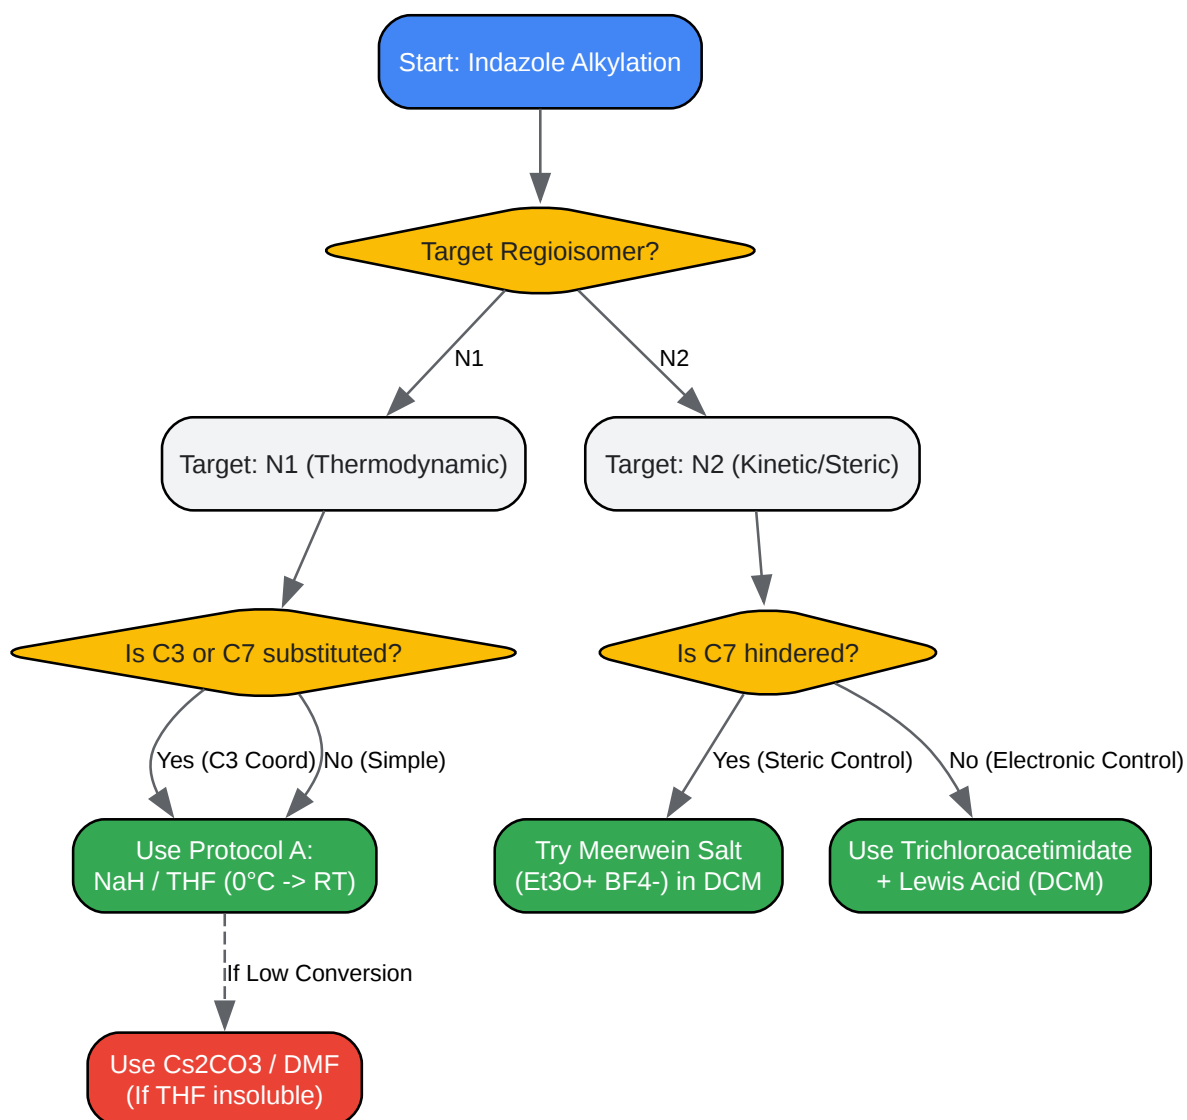 Start: Indazole Alkylation
Target Regioisomer?
N1
N2
Target: N1 (Thermodynamic)
Target: N2 (Kinetic/Steric)
Is C3 or C7 substituted?
Is C7 hindered?
Yes (C3 Coord)
No (Simple)
Yes (Steric Control)
No (Electronic Control)
Use Protocol A:
NaH / THF (0°C -> RT)
Try Meerwein Salt
(Et3O+ BF4-) in DCM
Use Trichloroacetimidate
+ Lewis Acid (DCM)
If Low Conversion
Use Cs2CO3 / DMF
(If THF insoluble)